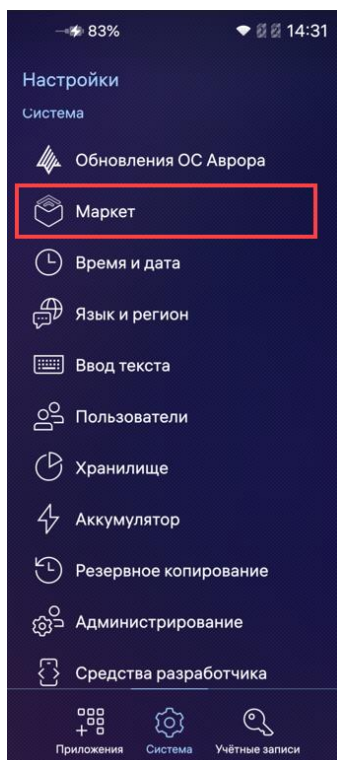 83% 14:31
Настройки
Система
Обновления ОС Аврора
Маркет
Время и дата
Язык и регион
Ввод текста
Пользователи
Хранилище
Аккумулятор
Резервное копирование
Администрирование
Средства разработчика
Приложения Система Учётные записи